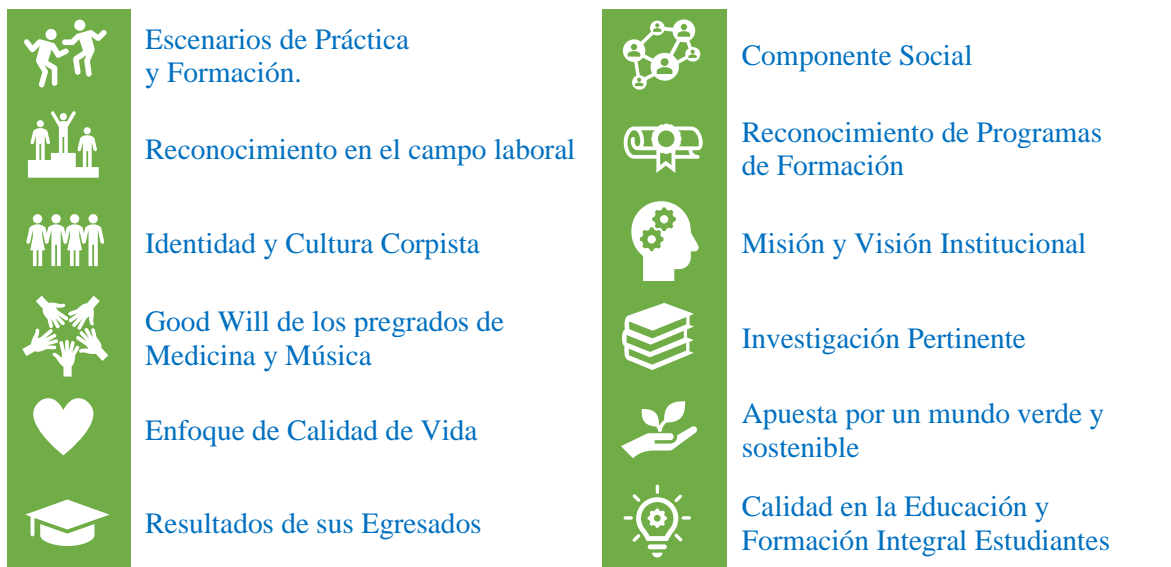 Escenarios de Práctica
y Formación.
Reconocimiento en el campo laboral
Identidad y Cultura Corpista
Good Will de los pregrados de
Medicina y Música
Enfoque de Calidad de Vida
Resultados de sus Egresados
Componente Social
Reconocimiento de Programas
de Formación
Misión y Visión Institucional
Investigación Pertinente
Apuesta por un mundo verde y
sostenible
Calidad en la Educación y
Formación Integral Estudiantes